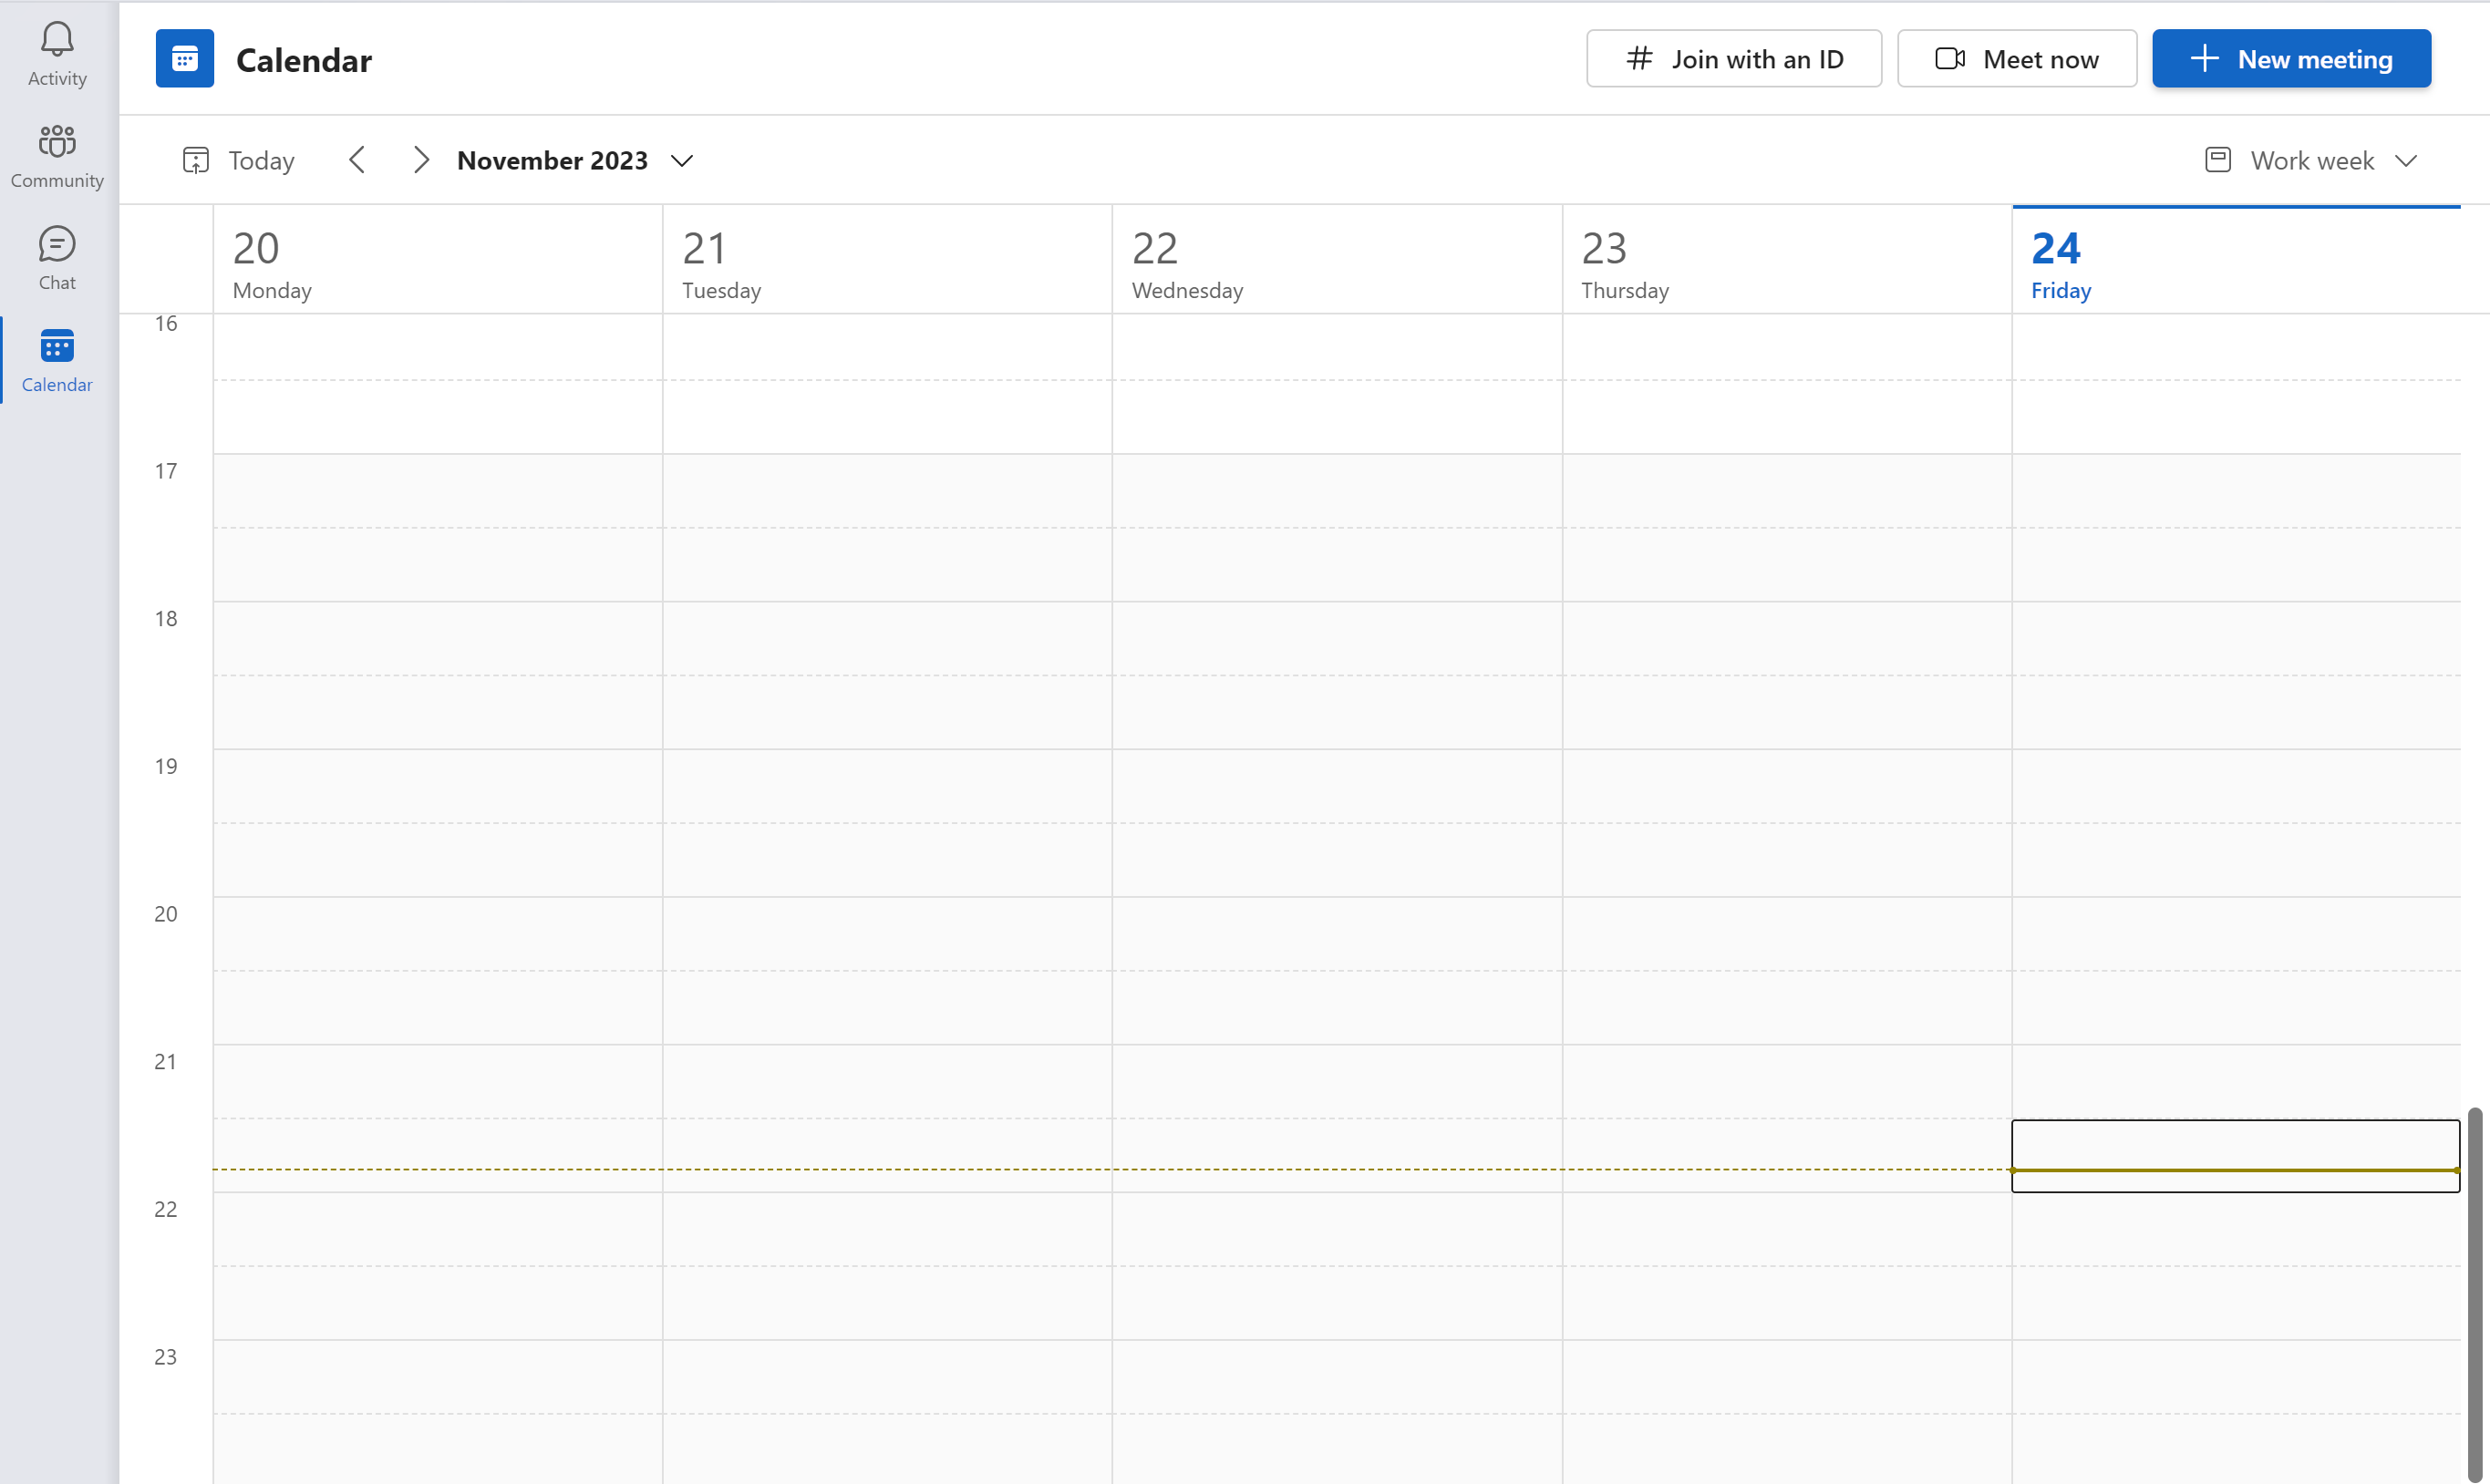 Activity
Community
Chat
Calendar
Calendar
# Join with an ID
Meet now
+ New meeting
Today
November 2023
Work week
20
Monday
21
Tuesday
22
Wednesday
23
Thursday
24
Friday
16
17
18
19
20
21
22
23